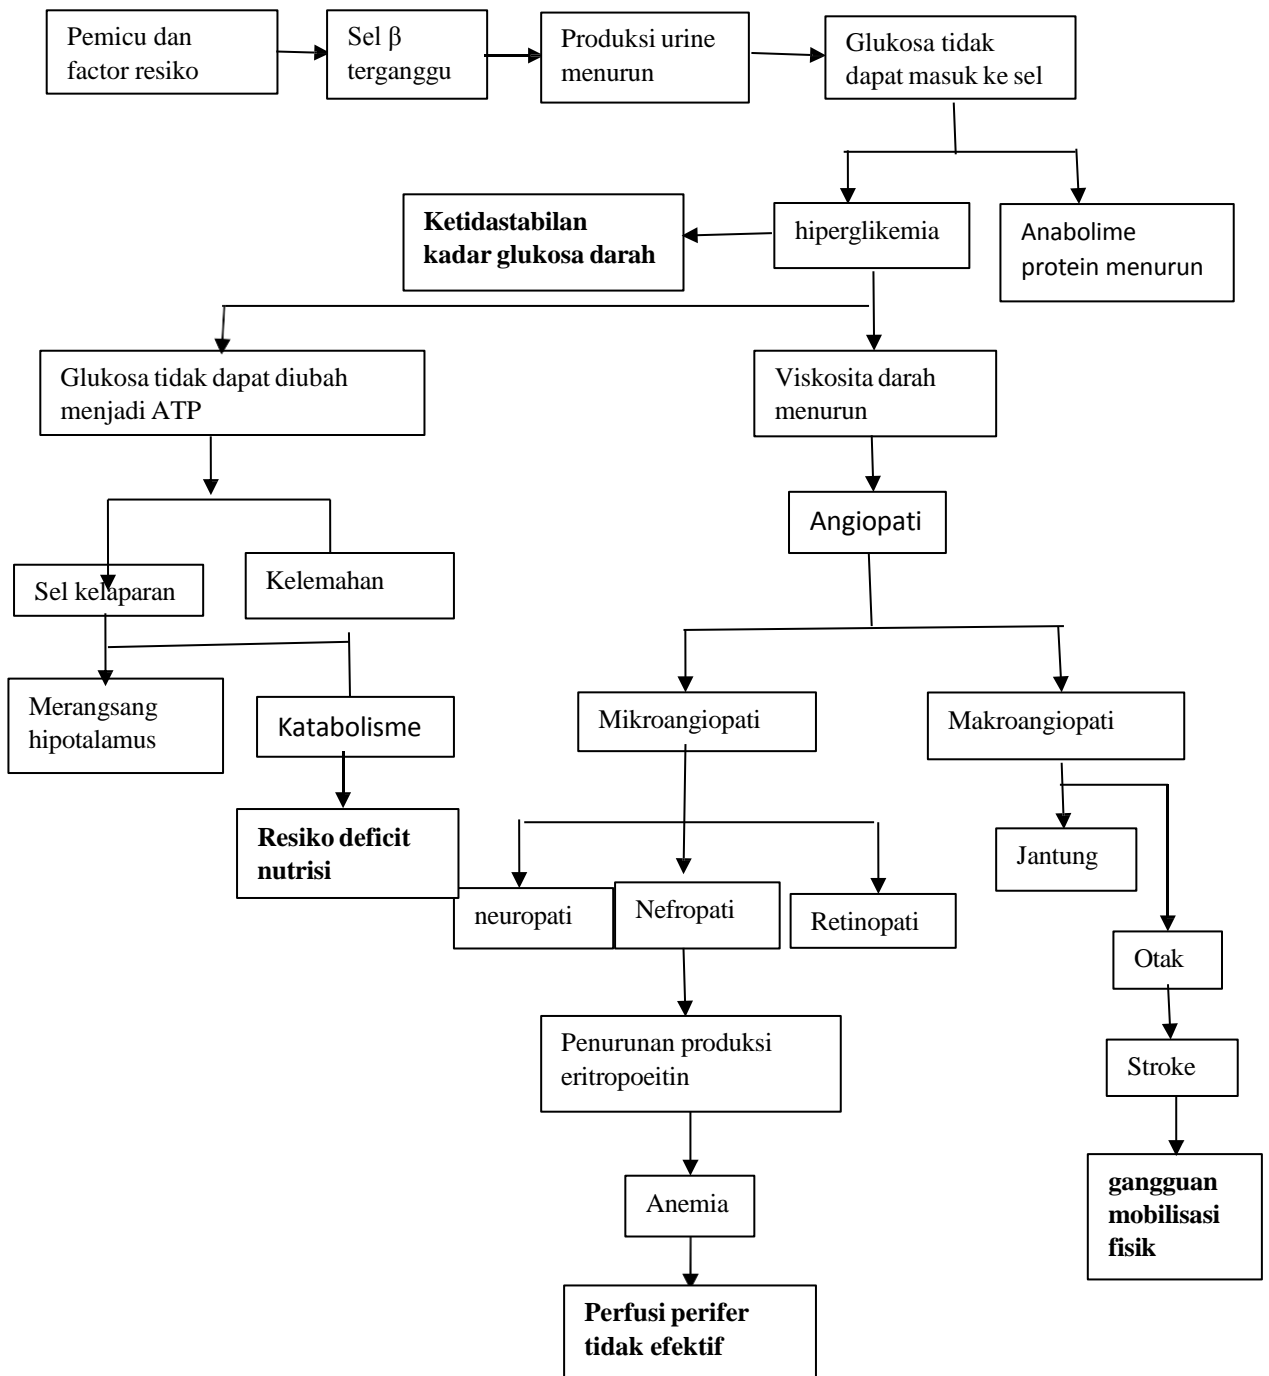 Pemicu dan
factor resiko
Sel β
terganggu
Produksi urine
menurun
Glukosa tidak
dapat masuk ke sel
Ketidastabilan
kadar glukosa darah
hiperglikemia
Anabolime
protein menurun
Glukosa tidak dapat diubah
menjadi ATP
Viskosita darah
menurun
Angiopati
Sel kelaparan
Kelemahan
Merangsang
hipotalamus
Katabolisme
Mikroangiopati
Makroangiopati
Resiko deficit
nutrisi
Jantung
neuropati
Nefropati
Retinopati
Otak
Penurunan produksi
eritropoeitin
Stroke
Anemia
gangguan
mobilisasi
fisik
Perfusi perifer
tidak efektif